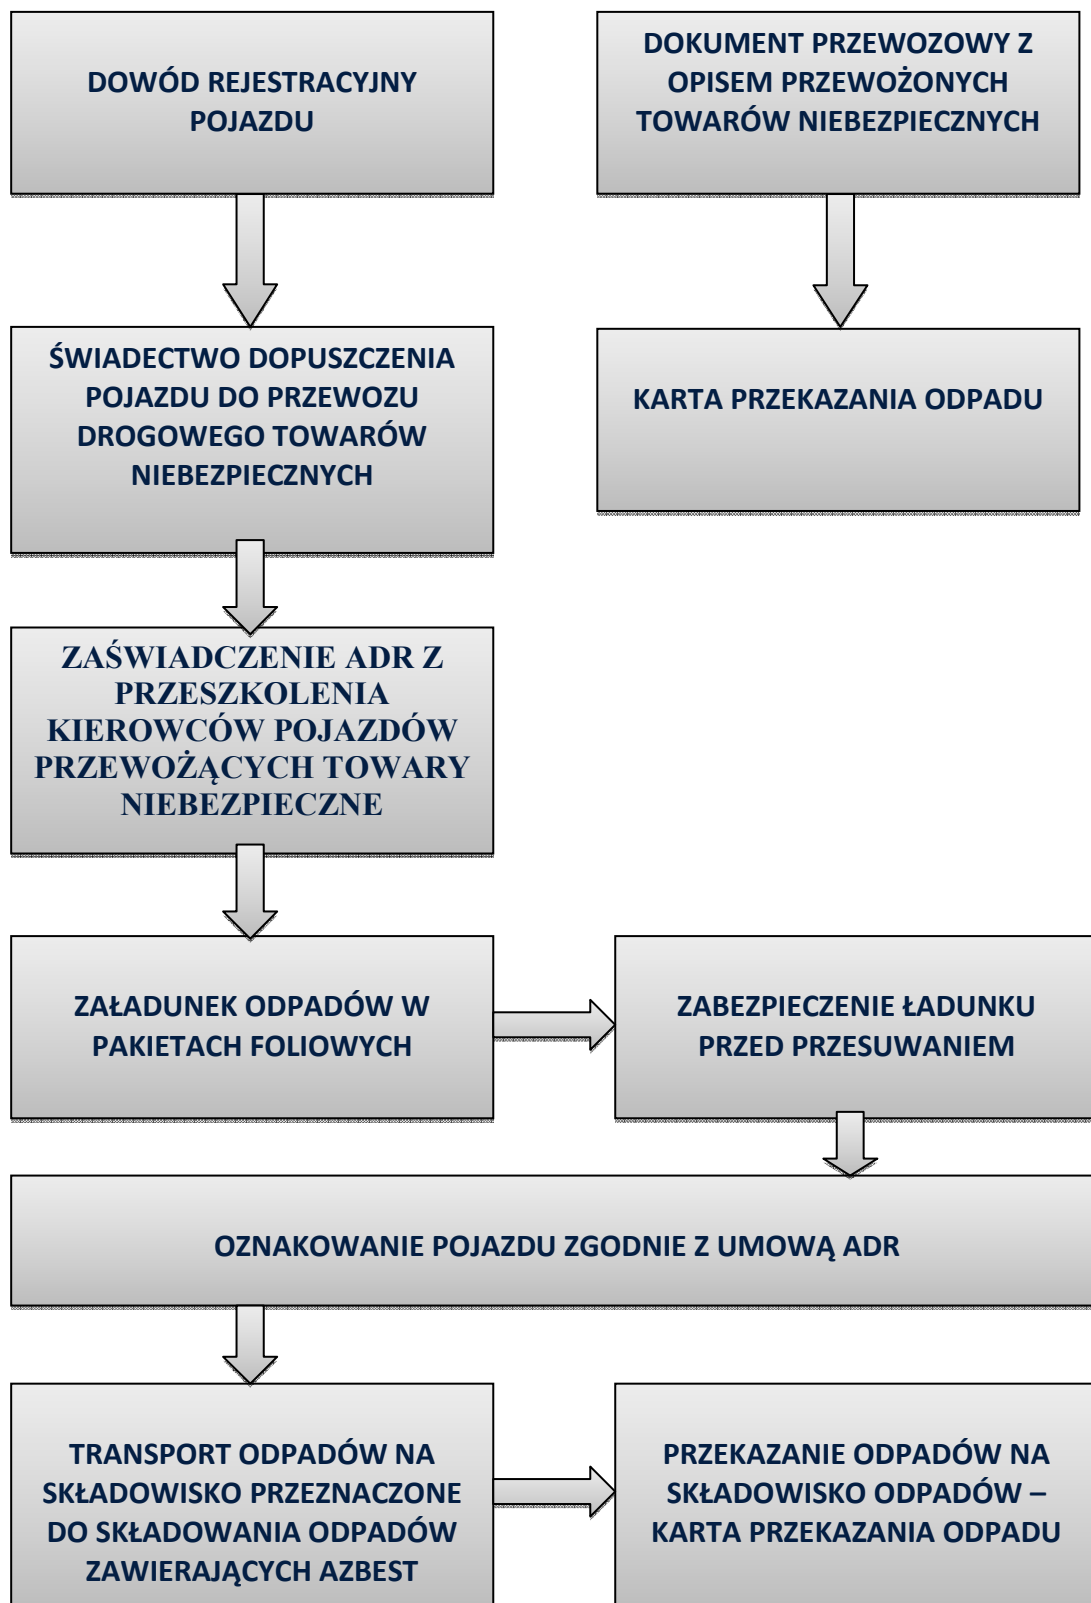 DOWÓD REJESTRACYJNY
POJAZDU
DOKUMENT PRZEWOZOWY Z
OPISEM PRZEWOŻONYCH
TOWARÓW NIEBEZPIECZNYCH
ŚWIADECTWO DOPUSZCZENIA
POJAZDU DO PRZEWOZU
DROGOWEGO TOWARÓW
NIEBEZPIECZNYCH
KARTA PRZEKAZANIA ODPADU
ZAŚWIADCZENIE ADR Z
PRZESZKOLENIA
KIEROWCÓW POJAZDÓW
PRZEWOŻĄCYCH TOWARY
NIEBEZPIECZNE
ZAŁADUNEK ODPADÓW W
PAKIETACH FOLIOWYCH
ZABEZPIECZENIE ŁADUNKU
PRZED PRZESUWANIEM
OZNAKOWANIE POJAZDU ZGODNIE Z UMOWĄ ADR
TRANSPORT ODPADÓW NA
SKŁADOWISKO PRZEZNACZONE
DO SKŁADOWANIA ODPADÓW
ZAWIERAJĄCYCH AZBEST
PRZEKAZANIE ODPADÓW NA
SKŁADOWISKO ODPADÓW –
KARTA PRZEKAZANIA ODPADU